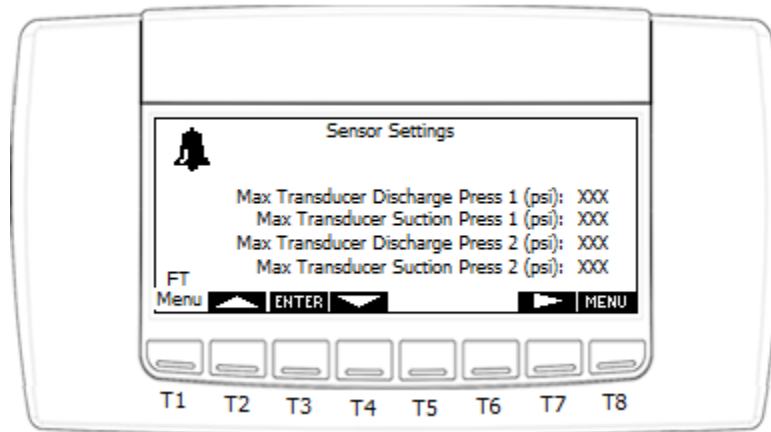 Sensor Settings
Max Transducer Discharge Press 1 (psi): XXX
Max Transducer Suction Press 1 (psi): XXX
Max Transducer Discharge Press 2 (psi): XXX
Max Transducer Suction Press 2 (psi): XXX
FT
Menu ENTER MENU
T1 T2 T3 T4 T5 T6 T7 T8